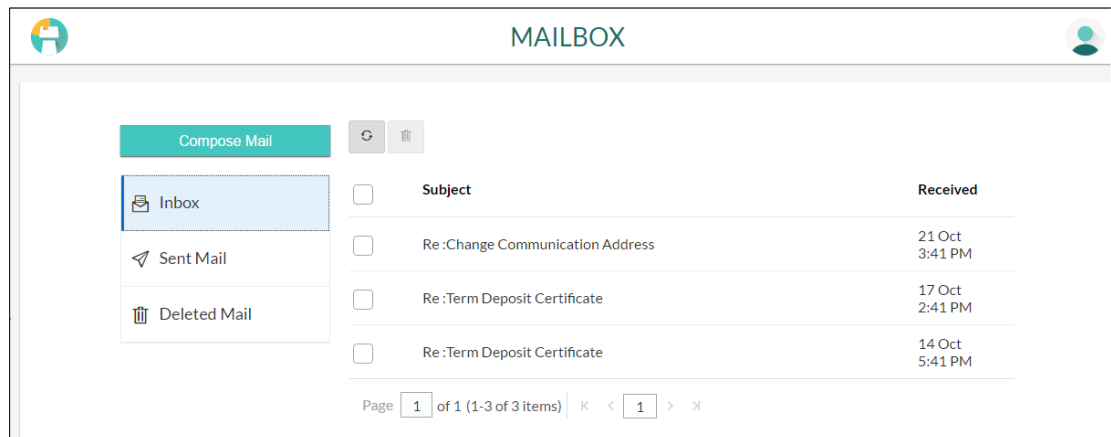 MAILBOX
Compose Mail
Inbox
Sent Mail
Deleted Mail
Subject Received
Re :Change Communication Address 21 Oct
3:41 PM
Re :Term Deposit Certificate 17 Oct
2:41 PM
Re :Term Deposit Certificate 14 Oct
5:41 PM
Page 1 of 1 (1-3 of 3 items) 1